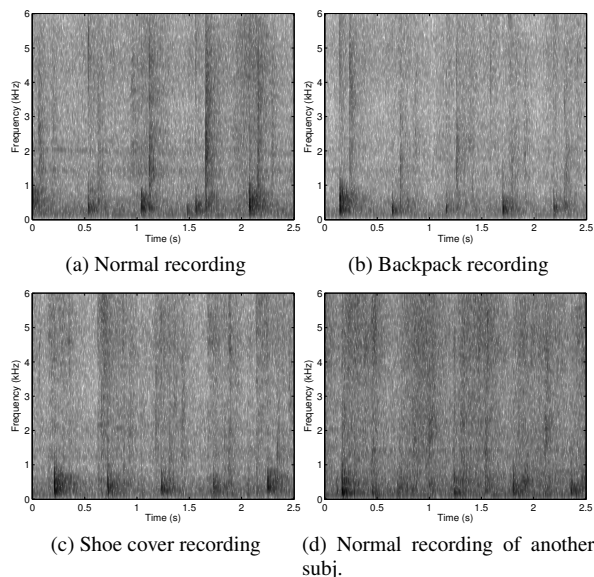 6
5
4
3
2
1
0
Frequency (kHz)
0 0.5 1 1.5 2 2.5
Time (s)
(a) Normal recording
6
5
4
3
2
1
0
Frequency (kHz)
0 0.5 1 1.5 2 2.5
Time (s)
(b) Backpack recording
6
5
4
3
2
1
0
Frequency (kHz)
0 0.5 1 1.5 2 2.5
Time (s)
(c) Shoe cover recording
6
5
4
3
2
1
0
Frequency (kHz)
0 0.5 1 1.5 2 2.5
Time (s)
(d) Normal recording of another
subj.